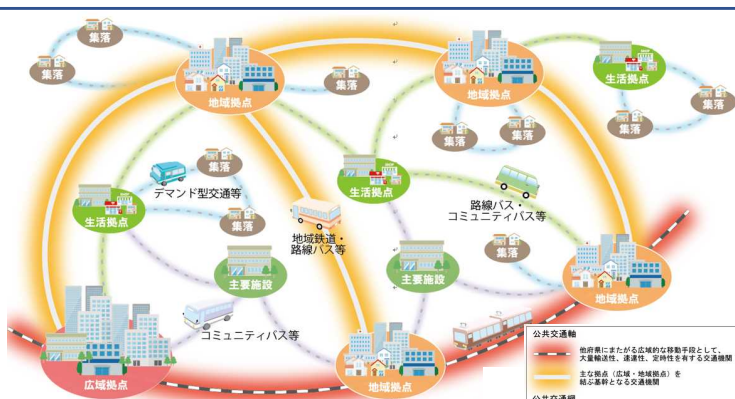 集落
集落
地域拠点
集落
地域拠点
生活拠点
集落
集落
集落
集落
集落
デマンド型交通等
集落
生活拠点
生活拠点
路線バス・
コミュニティバス等
集落
地域鉄道・
路線バス等
主要施設
主要施設
集落
地域拠点
コミュニティバス等
広域拠点
地域拠点
公共交通軸
他府県にまたがる広域的な移動手段として、
大量輸送性、速達性、定時性を有する交通機関
主な拠点（広域・地域拠点）を
結ぶ基幹となる交通機関
公共交通網